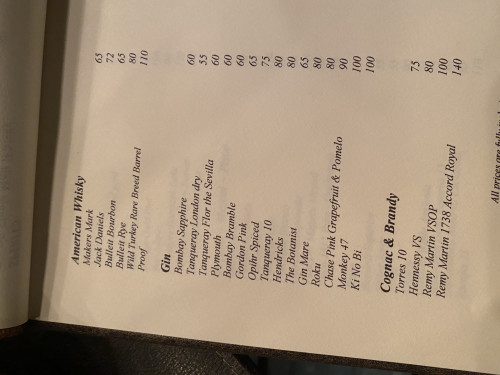 American Whisky
Makers Mark 65
Jack Daniels 72
Bulleit Bourbon 65
Bulleit Rye 80
Wild Turkey Rare Breed Barrel 110
Proof
Gin
Bombay Sapphire 60
Tanqueray London dry 55
Tanqueray Flor the Sevilla 60
Plymouth 60
Bombay Bramble 60
Gordon Pink 60
Opihr Spiced 65
Tanqueray 10 75
Hendricks 80
The Botanist 80
Gin Mare 65
Roku 80
Chase Pink Grapefruit & Pomelo 80
Monkey 47 90
Ki No Bi 100
100
Cognac & Brandy
Torres 10 75
Hennessy VS 80
Remy Martin VSOP 100
Remy Martin 1738 Accord Royal 140
All prices are